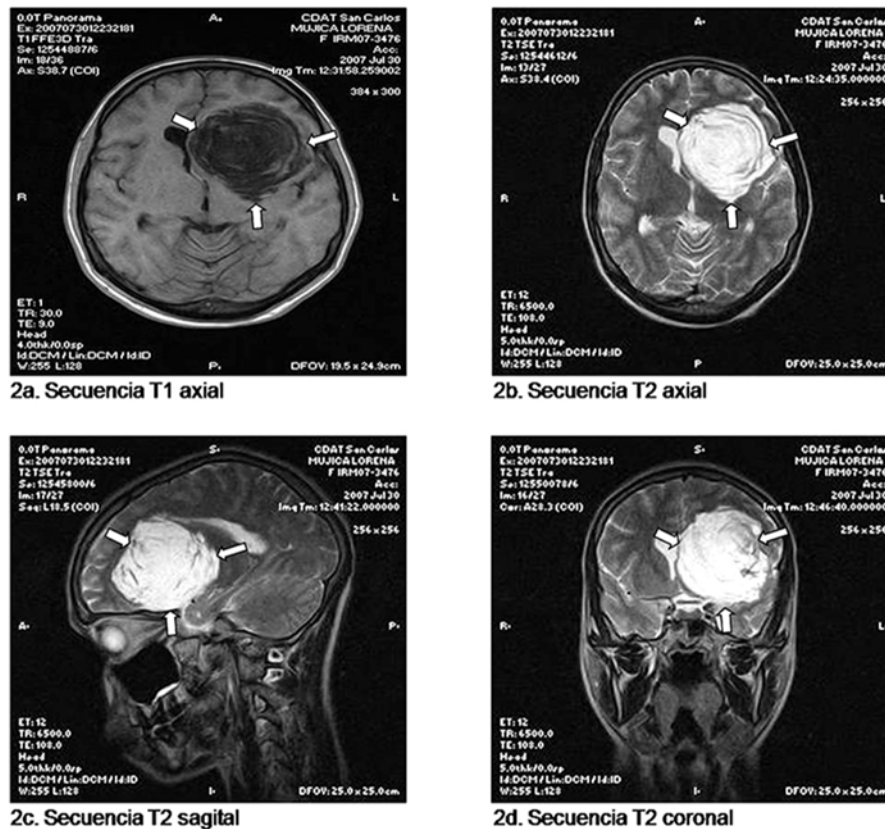 0.0T Panorama
Ex: 2007073012232181
T1FFE3D Tra
Se: 12544887/6
Im: 18/36
Ax: S38.7 (COI)
A
CDAT San Carlos
MUJICA LORENA
F IRM07-3476
Acc:
2007 Jul 30
Img Tm: 12:31:58.259002
384 x 300
R
L
ET: 1
TR: 30.0
TE: 9.0
Head
4.0thk/0.0sp
Id:DCM / Lin:DCM / Id:ID
W:255 L:128
P
DFOV: 19.5 x 24.9cm
2a. Secuencia T1 axial
0.0T Panorama
Ex: 2007073012232181
T2 TSE Tra
Se: 12544612/6
Im: 13/27
Ax: S38.4 (COI)
A
CDAT San Carlos
MUJICA LORENA
F IRM07-3476
Acc:
2007 Jul 30
Img Tm: 12:24:35.000000
256 x 256
R
L
ET: 12
TR: 6500.0
TE: 108.0
Head
5.0thk/0.0sp
Id:DCM / Lin:DCM / Id:ID
W:255 L:128
P
DFOV: 25.0 x 25.0cm
2b. Secuencia T2 axial
0.0T Panorama
Ex: 2007073012232181
T2 TSE Tra
Se: 12545800/6
Im: 17/27
Sag: L18.5 (COI)
S
CDAT San Carlos
MUJICA LORENA
F IRM07-3476
Acc:
2007 Jul 30
Img Tm: 12:41:22.000000
256 x 256
A
P
ET: 12
TR: 6500.0
TE: 108.0
Head
5.0thk/0.0sp
Id:DCM / Lin:DCM / Id:ID
W:255 L:128
I
DFOV: 25.0 x 25.0cm
2c. Secuencia T2 sagital
0.0T Panorama
Ex: 2007073012232181
T2 TSE Tra
Se: 12550078/6
Im: 16/27
Cor: A28.3 (COI)
S
CDAT San Carlos
MUJICA LORENA
F IRM07-3476
Acc:
2007 Jul 30
Img Tm: 12:46:40.000000
256 x 256
R
L
ET: 12
TR: 6500.0
TE: 108.0
Head
5.0thk/0.0sp
Id:DCM / Lin:DCM / Id:ID
W:255 L:128
I
DFOV: 25.0 x 25.0cm
2d. Secuencia T2 coronal